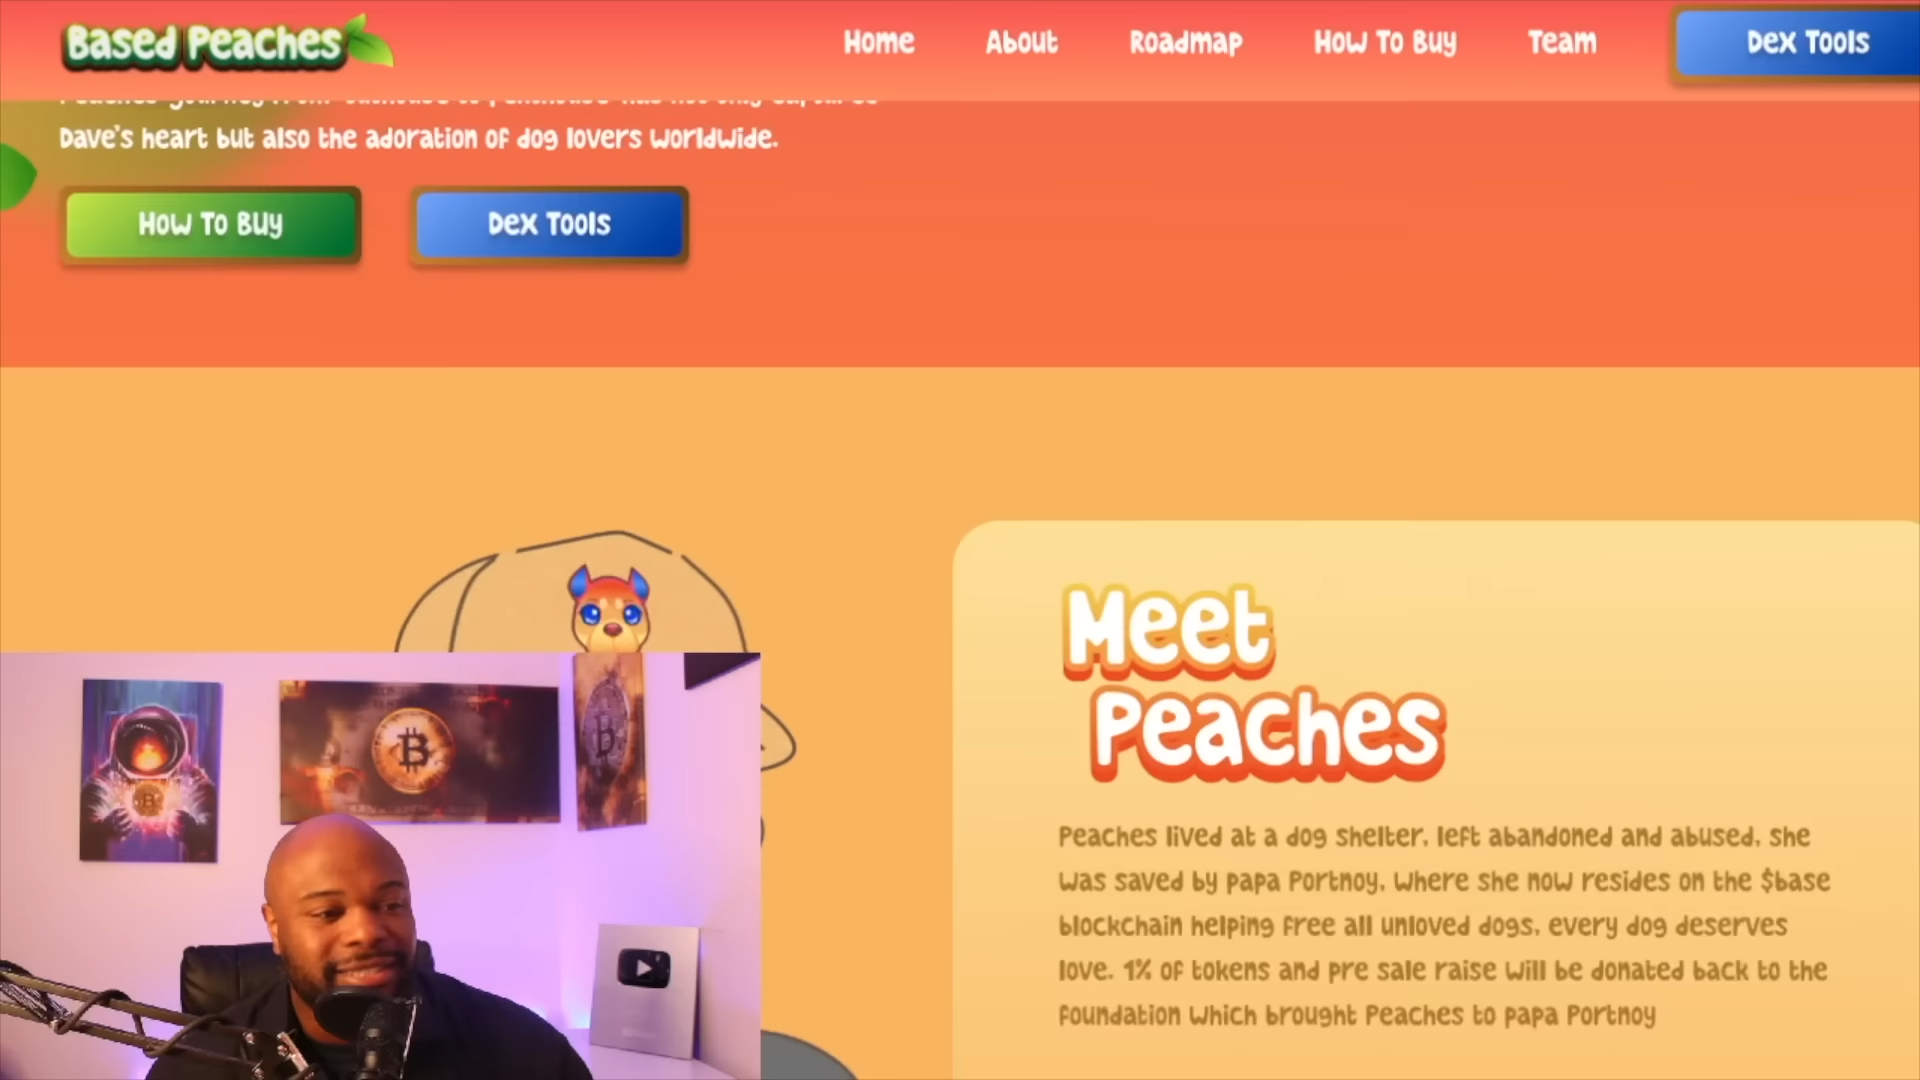 Based Peaches
Home
About
Roadmap
How To Buy
Team
Dex Tools
Dave's heart but also the adoration of dog lovers worldwide.
How To Buy
Dex Tools
Meet
Peaches
Peaches lived at a dog shelter, left abandoned and abused, she
was saved by papa Portnoy, where she now resides on the $base
blockchain helping free all unloved dogs, every dog deserves
love. 1% of tokens and pre sale raise will be donated back to the
foundation which brought Peaches to papa Portnoy